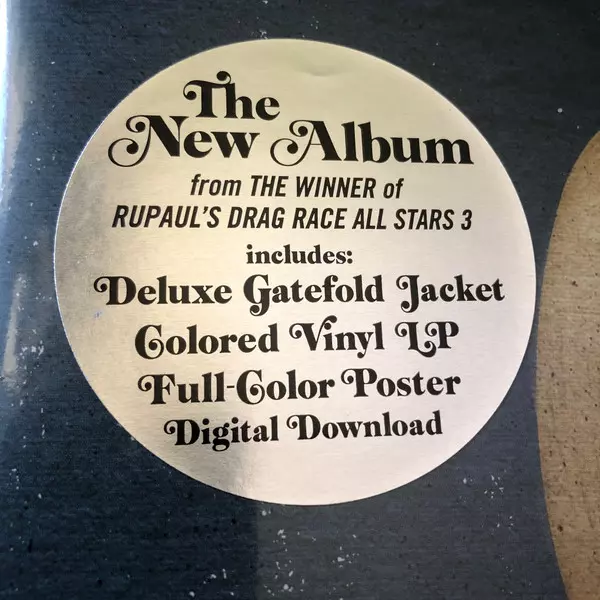 The
New Album
from THE WINNER of
RUPAUL'S DRAG RACE ALL STARS 3
includes:
Deluxe Gatefold Jacket
Colored Vinyl LP
Full-Color Poster
Digital Download